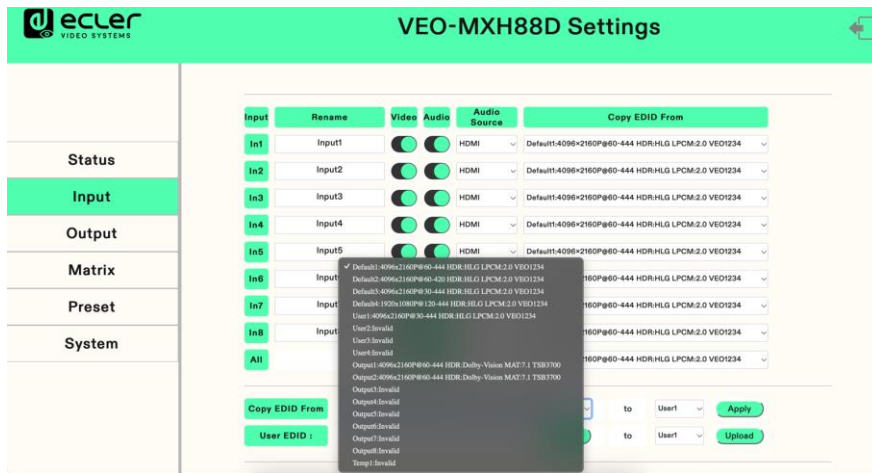 ecler
VIDEO SYSTEMS
VEO-MXH88D Settings
Status
Input
Output
Matrix
Preset
System
Input Rename Video Audio Audio Source Copy EDID From
In1 Input1 HDMI Default1:4096×2160P@60-444 HDR:HLG LPCM:2.0 VEO1234
In2 Input2 HDMI Default1:4096×2160P@60-444 HDR:HLG LPCM:2.0 VEO1234
In3 Input3 HDMI Default1:4096×2160P@60-444 HDR:HLG LPCM:2.0 VEO1234
In4 Input4 HDMI Default1:4096×2160P@60-444 HDR:HLG LPCM:2.0 VEO1234
In5 Input5 HDMI Default1:4096×2160P@60-444 HDR:HLG LPCM:2.0 VEO1234
In6 Input 160P@60-444 HDR:HLG LPCM:2.0 VEO1234
In7 Input 160P@60-444 HDR:HLG LPCM:2.0 VEO1234
In8 Input 160P@60-444 HDR:HLG LPCM:2.0 VEO1234
All 160P@60-444 HDR:HLG LPCM:2.0 VEO1234
✓ Default1:4096x2160P@60-444 HDR:HLG LPCM:2.0 VEO1234
Default2:4096x2160P@60-420 HDR:HLG LPCM:2.0 VEO1234
Default3:4096x2160P@30-444 HDR:HLG LPCM:2.0 VEO1234
Default4:1920x1080P@120-444 HDR:HLG LPCM:2.0 VEO1234
User1:4096x2160P@30-444 HDR:HLG LPCM:2.0 VEO1234
User2:Invalid
User3:Invalid
User4:Invalid
Output1:4096x2160P@60-444 HDR:Dolby-Vision MAT:7.1 TSB3700
Output2:4096x2160P@60-444 HDR:Dolby-Vision MAT:7.1 TSB3700
Output3:Invalid
Output4:Invalid
Output5:Invalid
Output6:Invalid
Output7:Invalid
Output8:Invalid
Temp1:Invalid
Copy EDID From to User1 Apply
User EDID : to User1 Upload